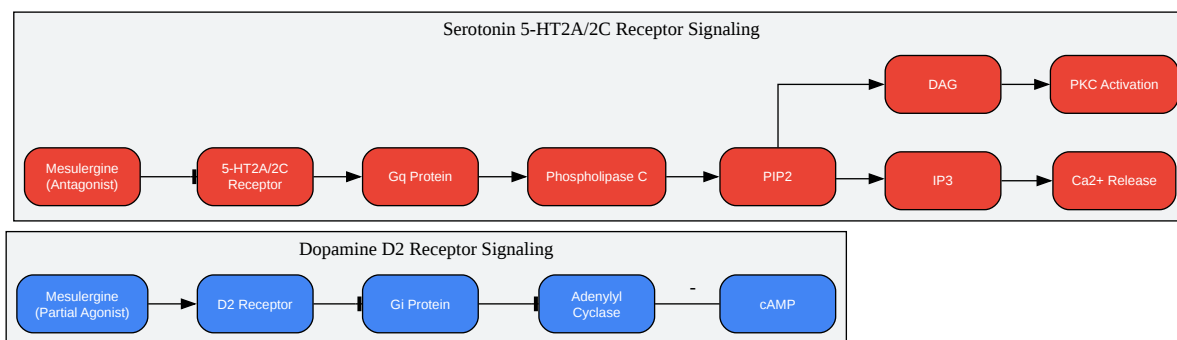 Serotonin 5-HT2A/2C Receptor Signaling
DAG
PKC Activation
Mesulergine
(Antagonist)
5-HT2A/2C
Receptor
Gq Protein
Phospholipase C
PIP2
IP3
Ca2+ Release
Dopamine D2 Receptor Signaling
Mesulergine
(Partial Agonist)
D2 Receptor
Gi Protein
Adenylyl
Cyclase
-
cAMP